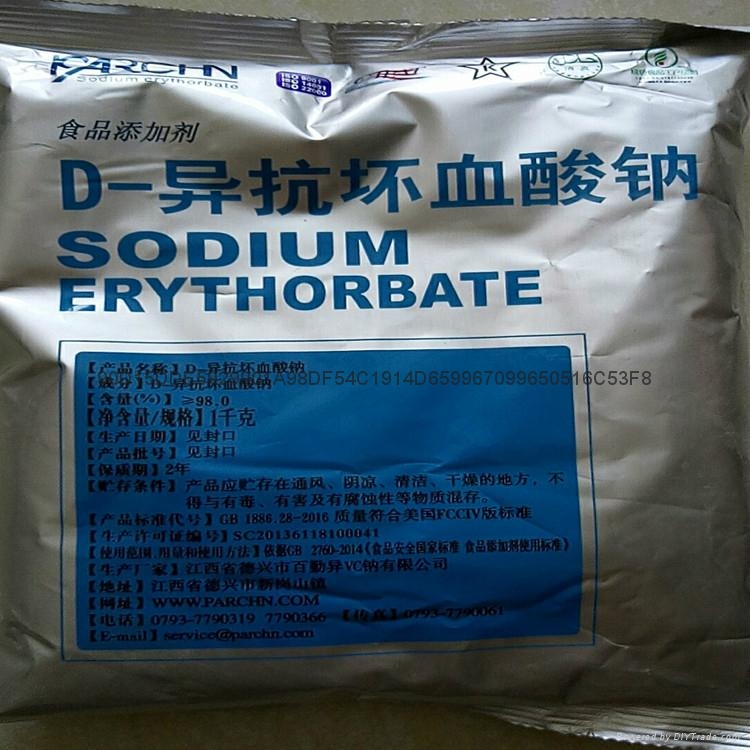 PARCHN
Sodium erythorbate
ISO 9001
ISO 14001
ISO 22000
K
食品添加剂
D-异抗坏血酸钠
SODIUM
ERYTHORBATE
【产品名称】D-异抗坏血酸钠
【成分】D-异抗坏血酸钠
【含量(%)】≥98.0
【净含量/规格】1千克
【生产日期】见封口
【产品批号】见封口
【保质期】2年
【贮存条件】产品应贮存在通风、阴凉、清洁、干燥的地方，不
得与有毒、有害及有腐蚀性等物质混存。
【产品标准代号】GB 1886.28-2016 质量符合美国FCCIV版标准
【生产许可证编号】SC20136118100041
【使用范围,用量和使用方法】依据GB 2760-2014《食品安全国家标准 食品添加剂使用标准》
【生产厂家】江西省德兴市百勤异VC钠有限公司
【地址】江西省德兴市新岗山镇
【网址】WWW.PARCHN.COM
【电话】0793-7790319 7790366 【传真】0793-7790061
【E-mail】service@parchn.com
Powered by DIYTrade.com